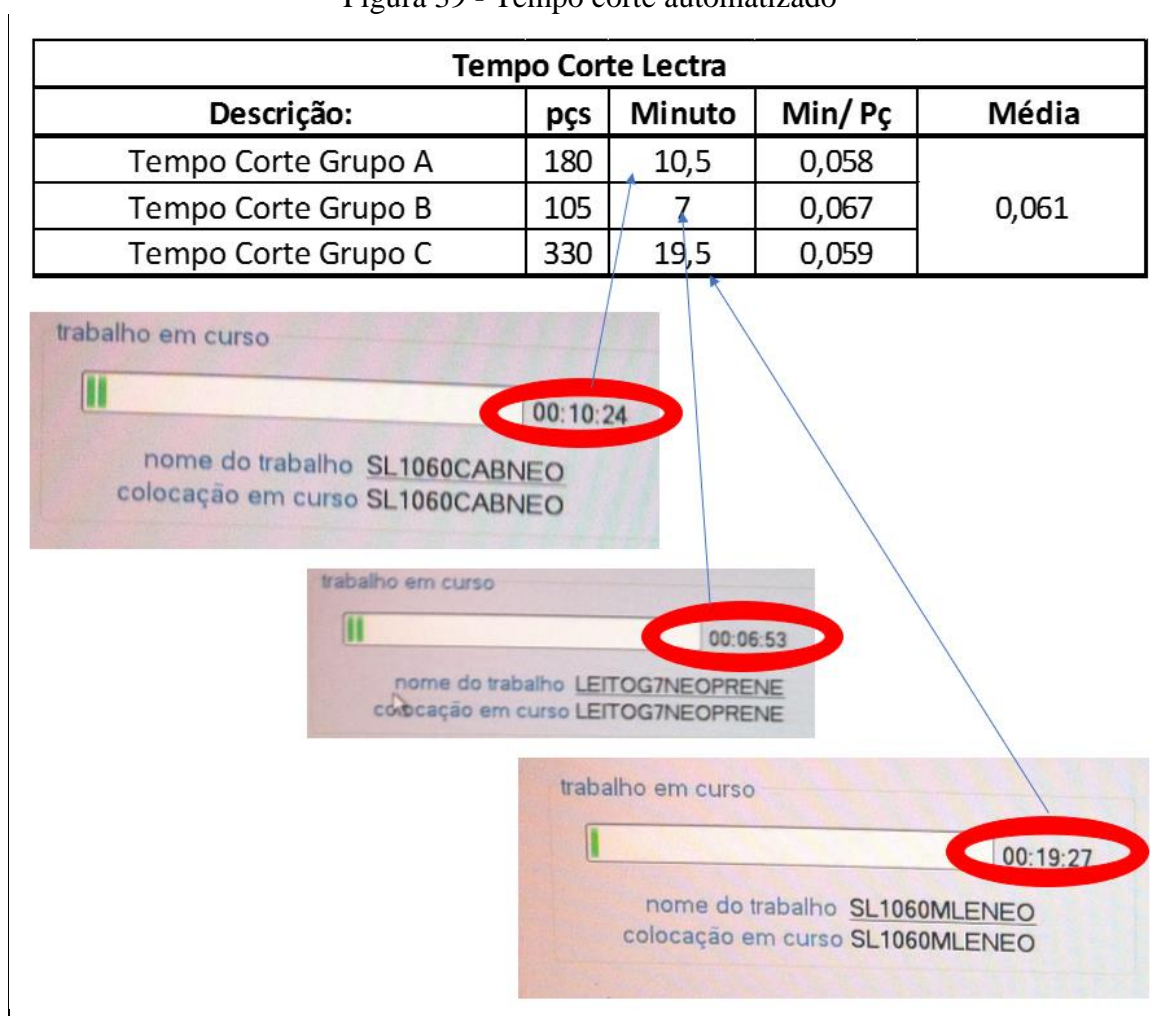 Figura 39 - Tempo corte automatizado
Tempo Corte Lectra
Descrição: pçs Minuto Min/ Pç Média
Tempo Corte Grupo A 180 10,5 0,058
Tempo Corte Grupo B 105 7 0,067 0,061
Tempo Corte Grupo C 330 19,5 0,059
trabalho em curso
00:10:24
nome do trabalho SL1060CABNEO
colocação em curso SL1060CABNEO
trabalho em curso
00:06:53
nome do trabalho LEITOG7NEOPRENE
colocação em curso LEITOG7NEOPRENE
trabalho em curso
00:19:27
nome do trabalho SL1060MLENEO
colocação em curso SL1060MLENEO